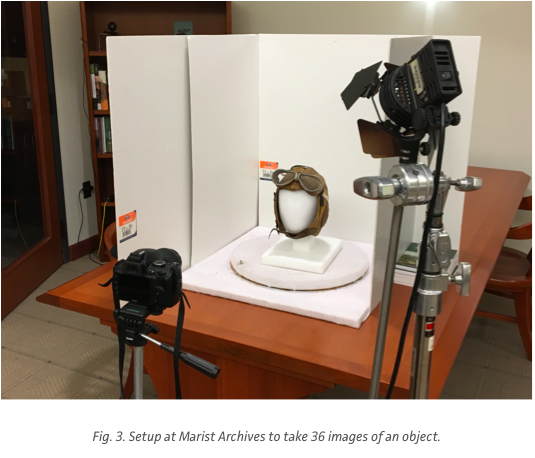 Fig. 3. Setup at Marist Archives to take 36 images of an object.